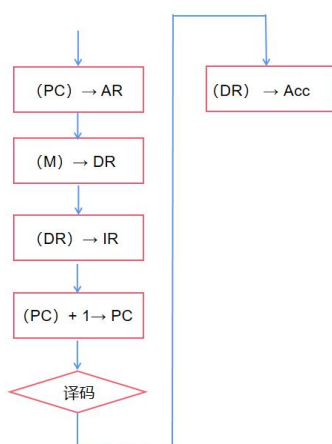 （PC）→ AR
（M）→ DR
（DR）→ IR
（PC）+ 1→ PC
译码
（DR）→ Acc